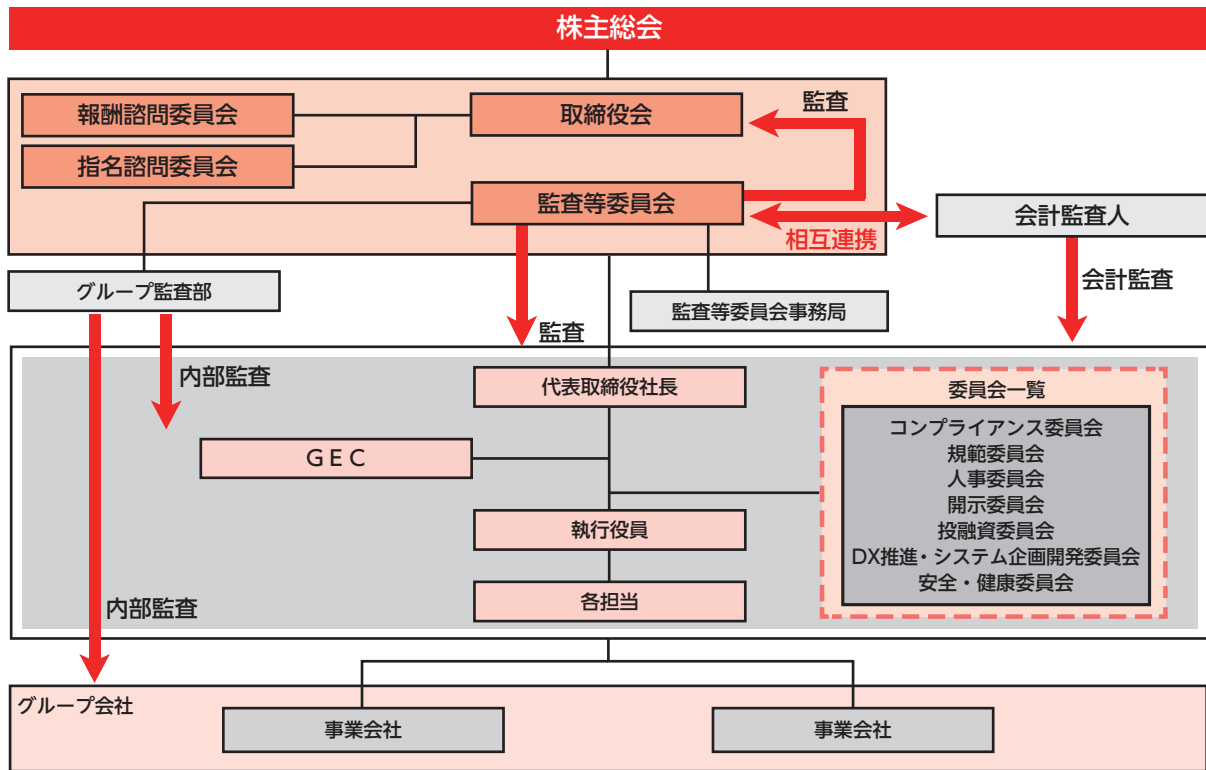 株主総会
報酬諮問委員会
取締役会
監査
指名諮問委員会
監査等委員会
会計監査人
相互連携
グループ監査部
会計監査
監査等委員会事務局
監査
内部監査
代表取締役社長
委員会一覧
コンプライアンス委員会
規範委員会
人事委員会
開示委員会
投融資委員会
DX推進・システム企画開発委員会
安全・健康委員会
GEC
執行役員
各担当
内部監査
グループ会社
事業会社
事業会社